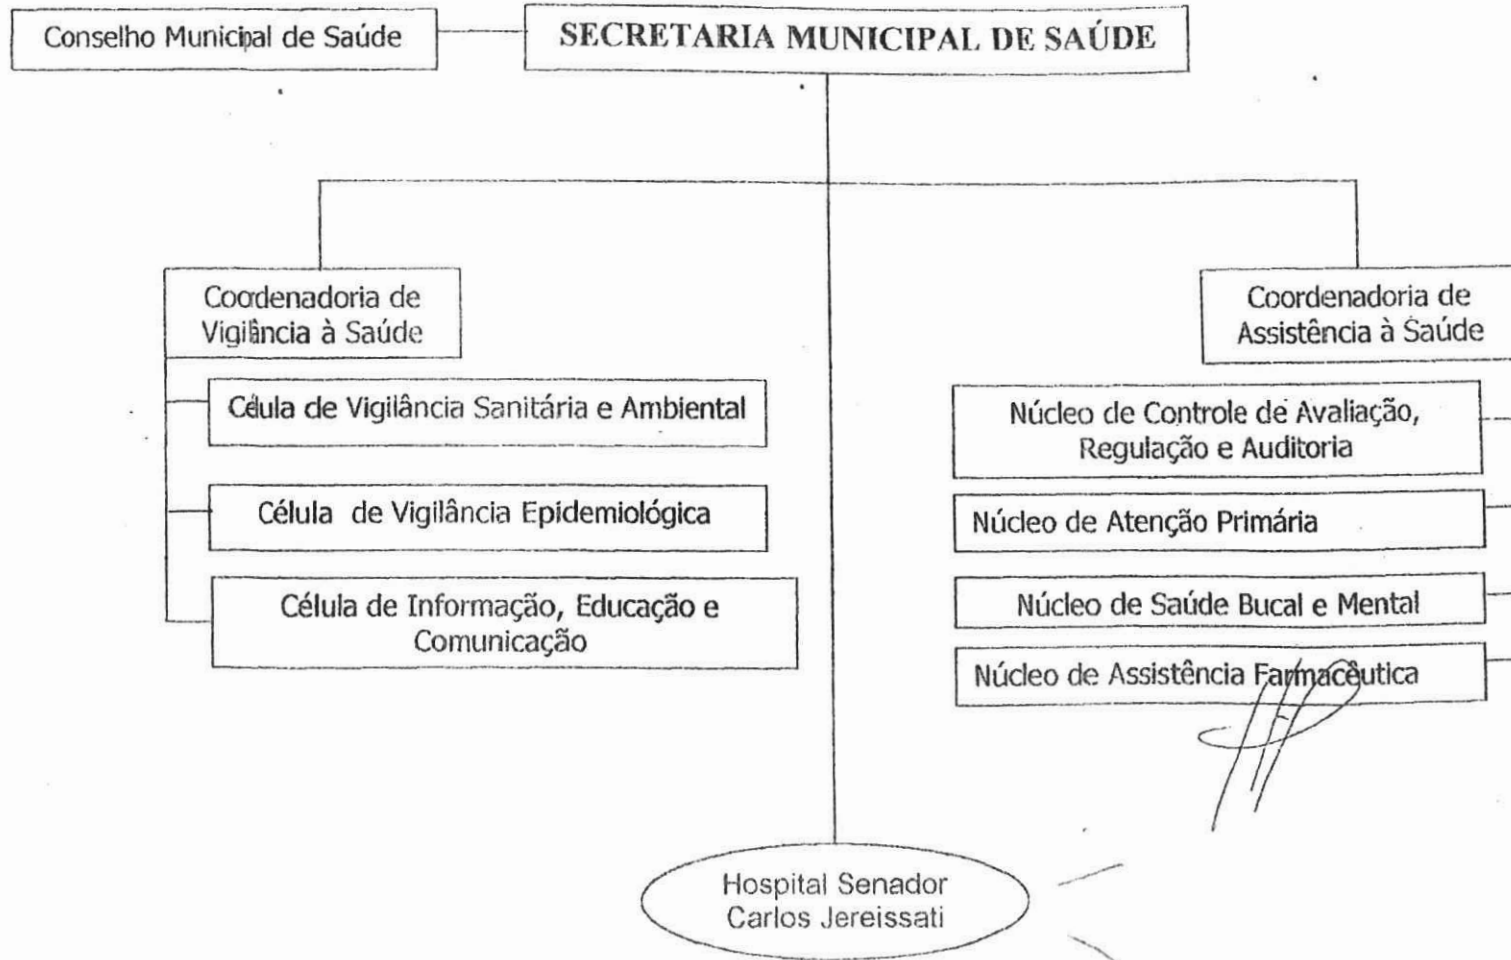 Conselho Municipal de Saúde
SECRETARIA MUNICIPAL DE SAÚDE
Coordenadoria de
Vigilância à Saúde
Célula de Vigilância Sanitária e Ambiental
Célula de Vigilância Epidemiológica
Célula de Informação, Educação e
Comunicação
Coordenadoria de
Assistência à Saúde
Núcleo de Controle de Avaliação,
Regulação e Auditoria
Núcleo de Atenção Primária
Núcleo de Saúde Bucal e Mental
Núcleo de Assistência Farmacêutica
Hospital Senador
Carlos Jereissati